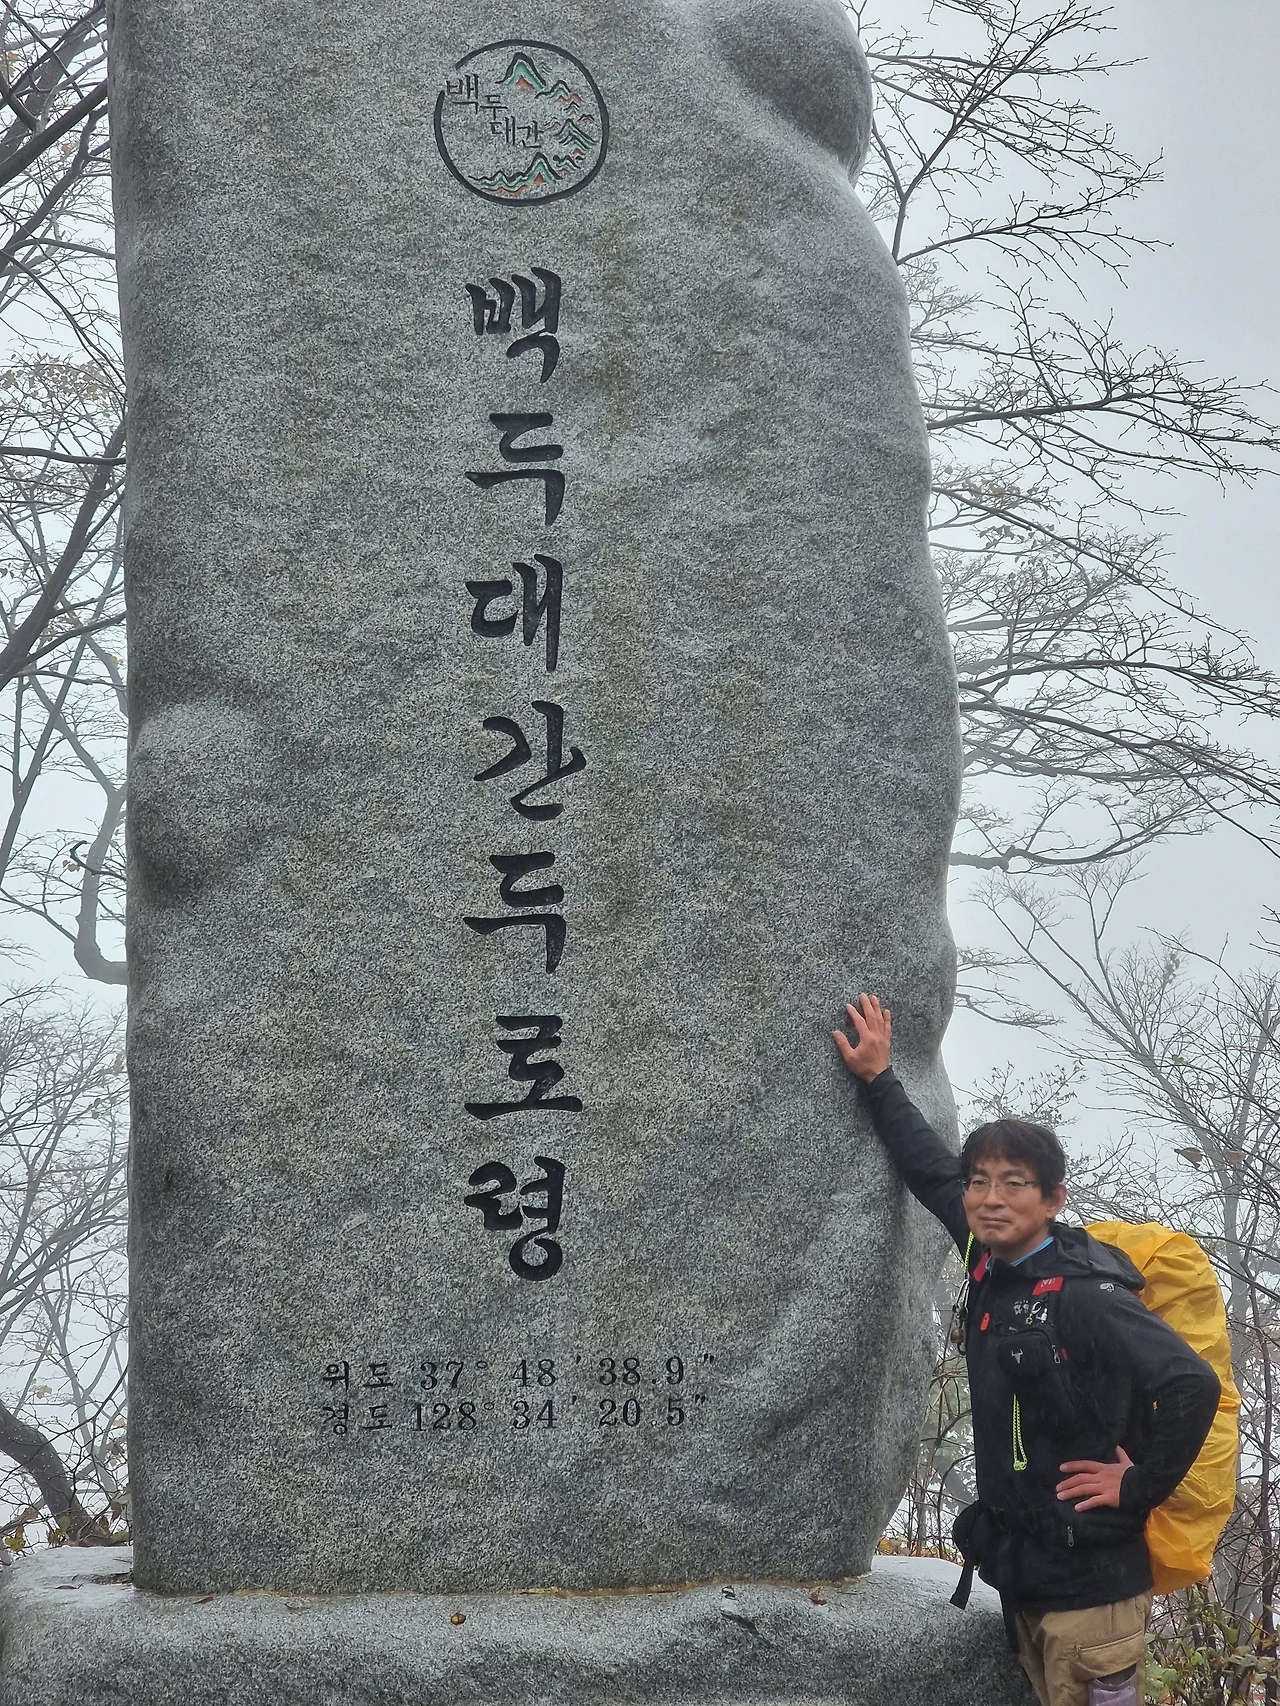 백두
대간
백두대간두로령
위도 37° 48′ 38.9″
경도 128° 34′ 20.5″